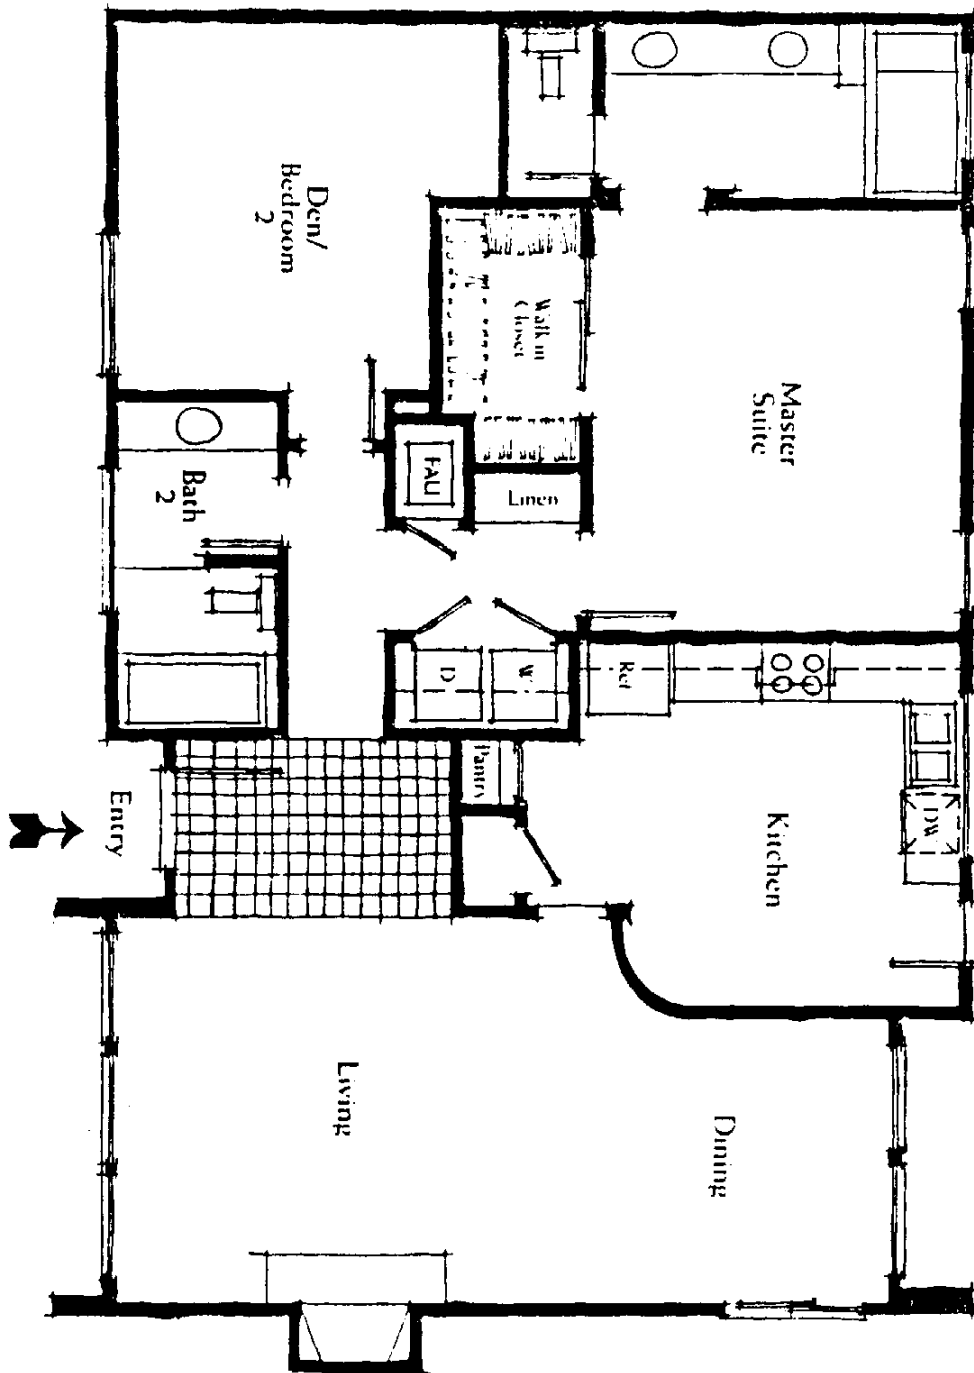 Den/
Bedroom
2
Walk in
Closet
Master
Suite
Bath
2
FAU
Linen
D
W
Ref
Pantry
Entry
Kitchen
DW
Living
Dining